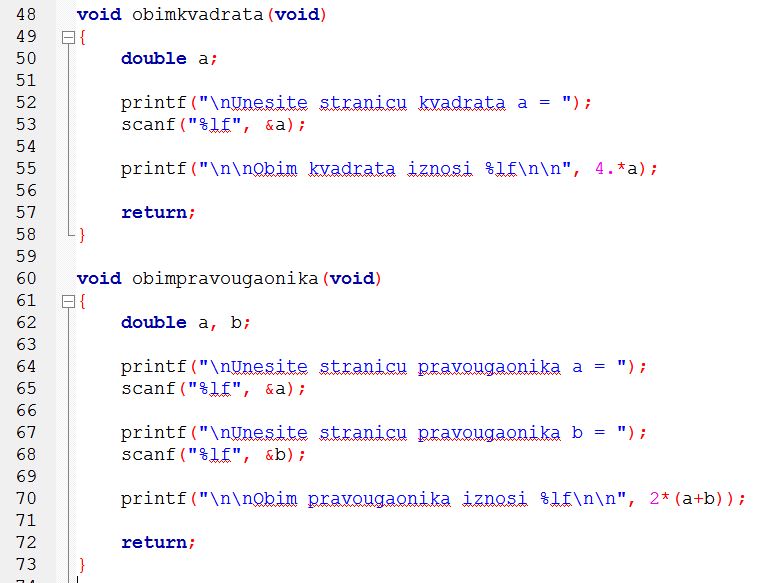 48 void obimkvadrata(void)
49 {
50     double a;
51
52     printf("\nUnesite stranicu kvadrata a = ");
53     scanf("%lf", &a);
54
55     printf("\n\nObim kvadrata iznosi %lf\n\n", 4.*a);
56
57     return;
58 }
59
60 void obimpravougaonika(void)
61 {
62     double a, b;
63
64     printf("\nUnesite stranicu pravougaonika a = ");
65     scanf("%lf", &a);
66
67     printf("\nUnesite stranicu pravougaonika b = ");
68     scanf("%lf", &b);
69
70     printf("\n\nObim pravougaonika iznosi %lf\n\n", 2*(a+b));
71
72     return;
73 }